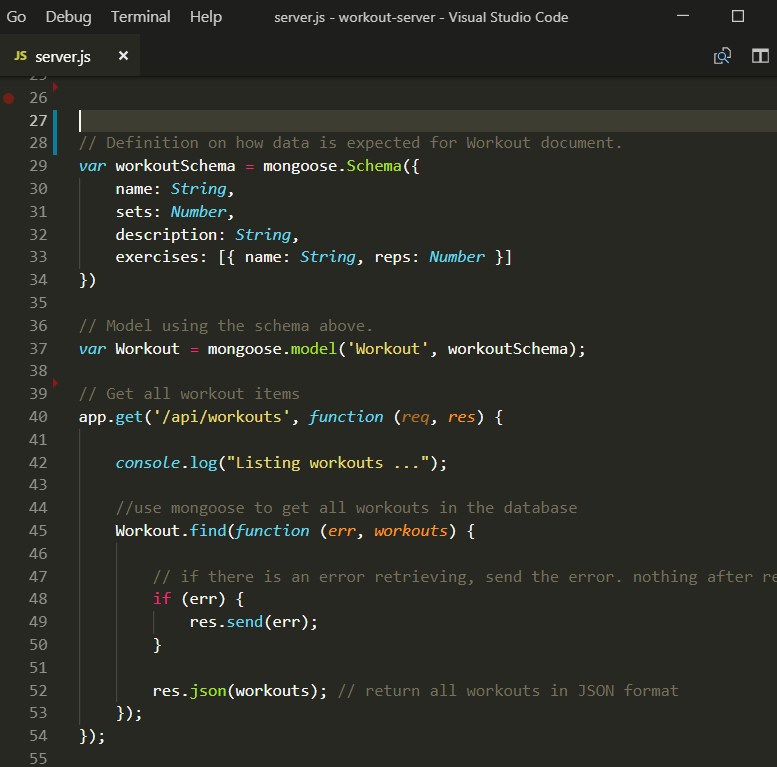 Go Debug Terminal Help server.js - workout-server - Visual Studio Code
JS server.js ×
25
26
27
28 // Definition on how data is expected for Workout document.
29 var workoutSchema = mongoose.Schema({
30 name: String,
31 sets: Number,
32 description: String,
33 exercises: [{ name: String, reps: Number }]
34 })
35
36 // Model using the schema above.
37 var Workout = mongoose.model('Workout', workoutSchema);
38
39 // Get all workout items
40 app.get('/api/workouts', function (req, res) {
41
42 console.log("Listing workouts ...");
43
44 //use mongoose to get all workouts in the database
45 Workout.find(function (err, workouts) {
46
47 // if there is an error retrieving, send the error. nothing after re
48 if (err) {
49 res.send(err);
50 }
51
52 res.json(workouts); // return all workouts in JSON format
53 });
54 });
55